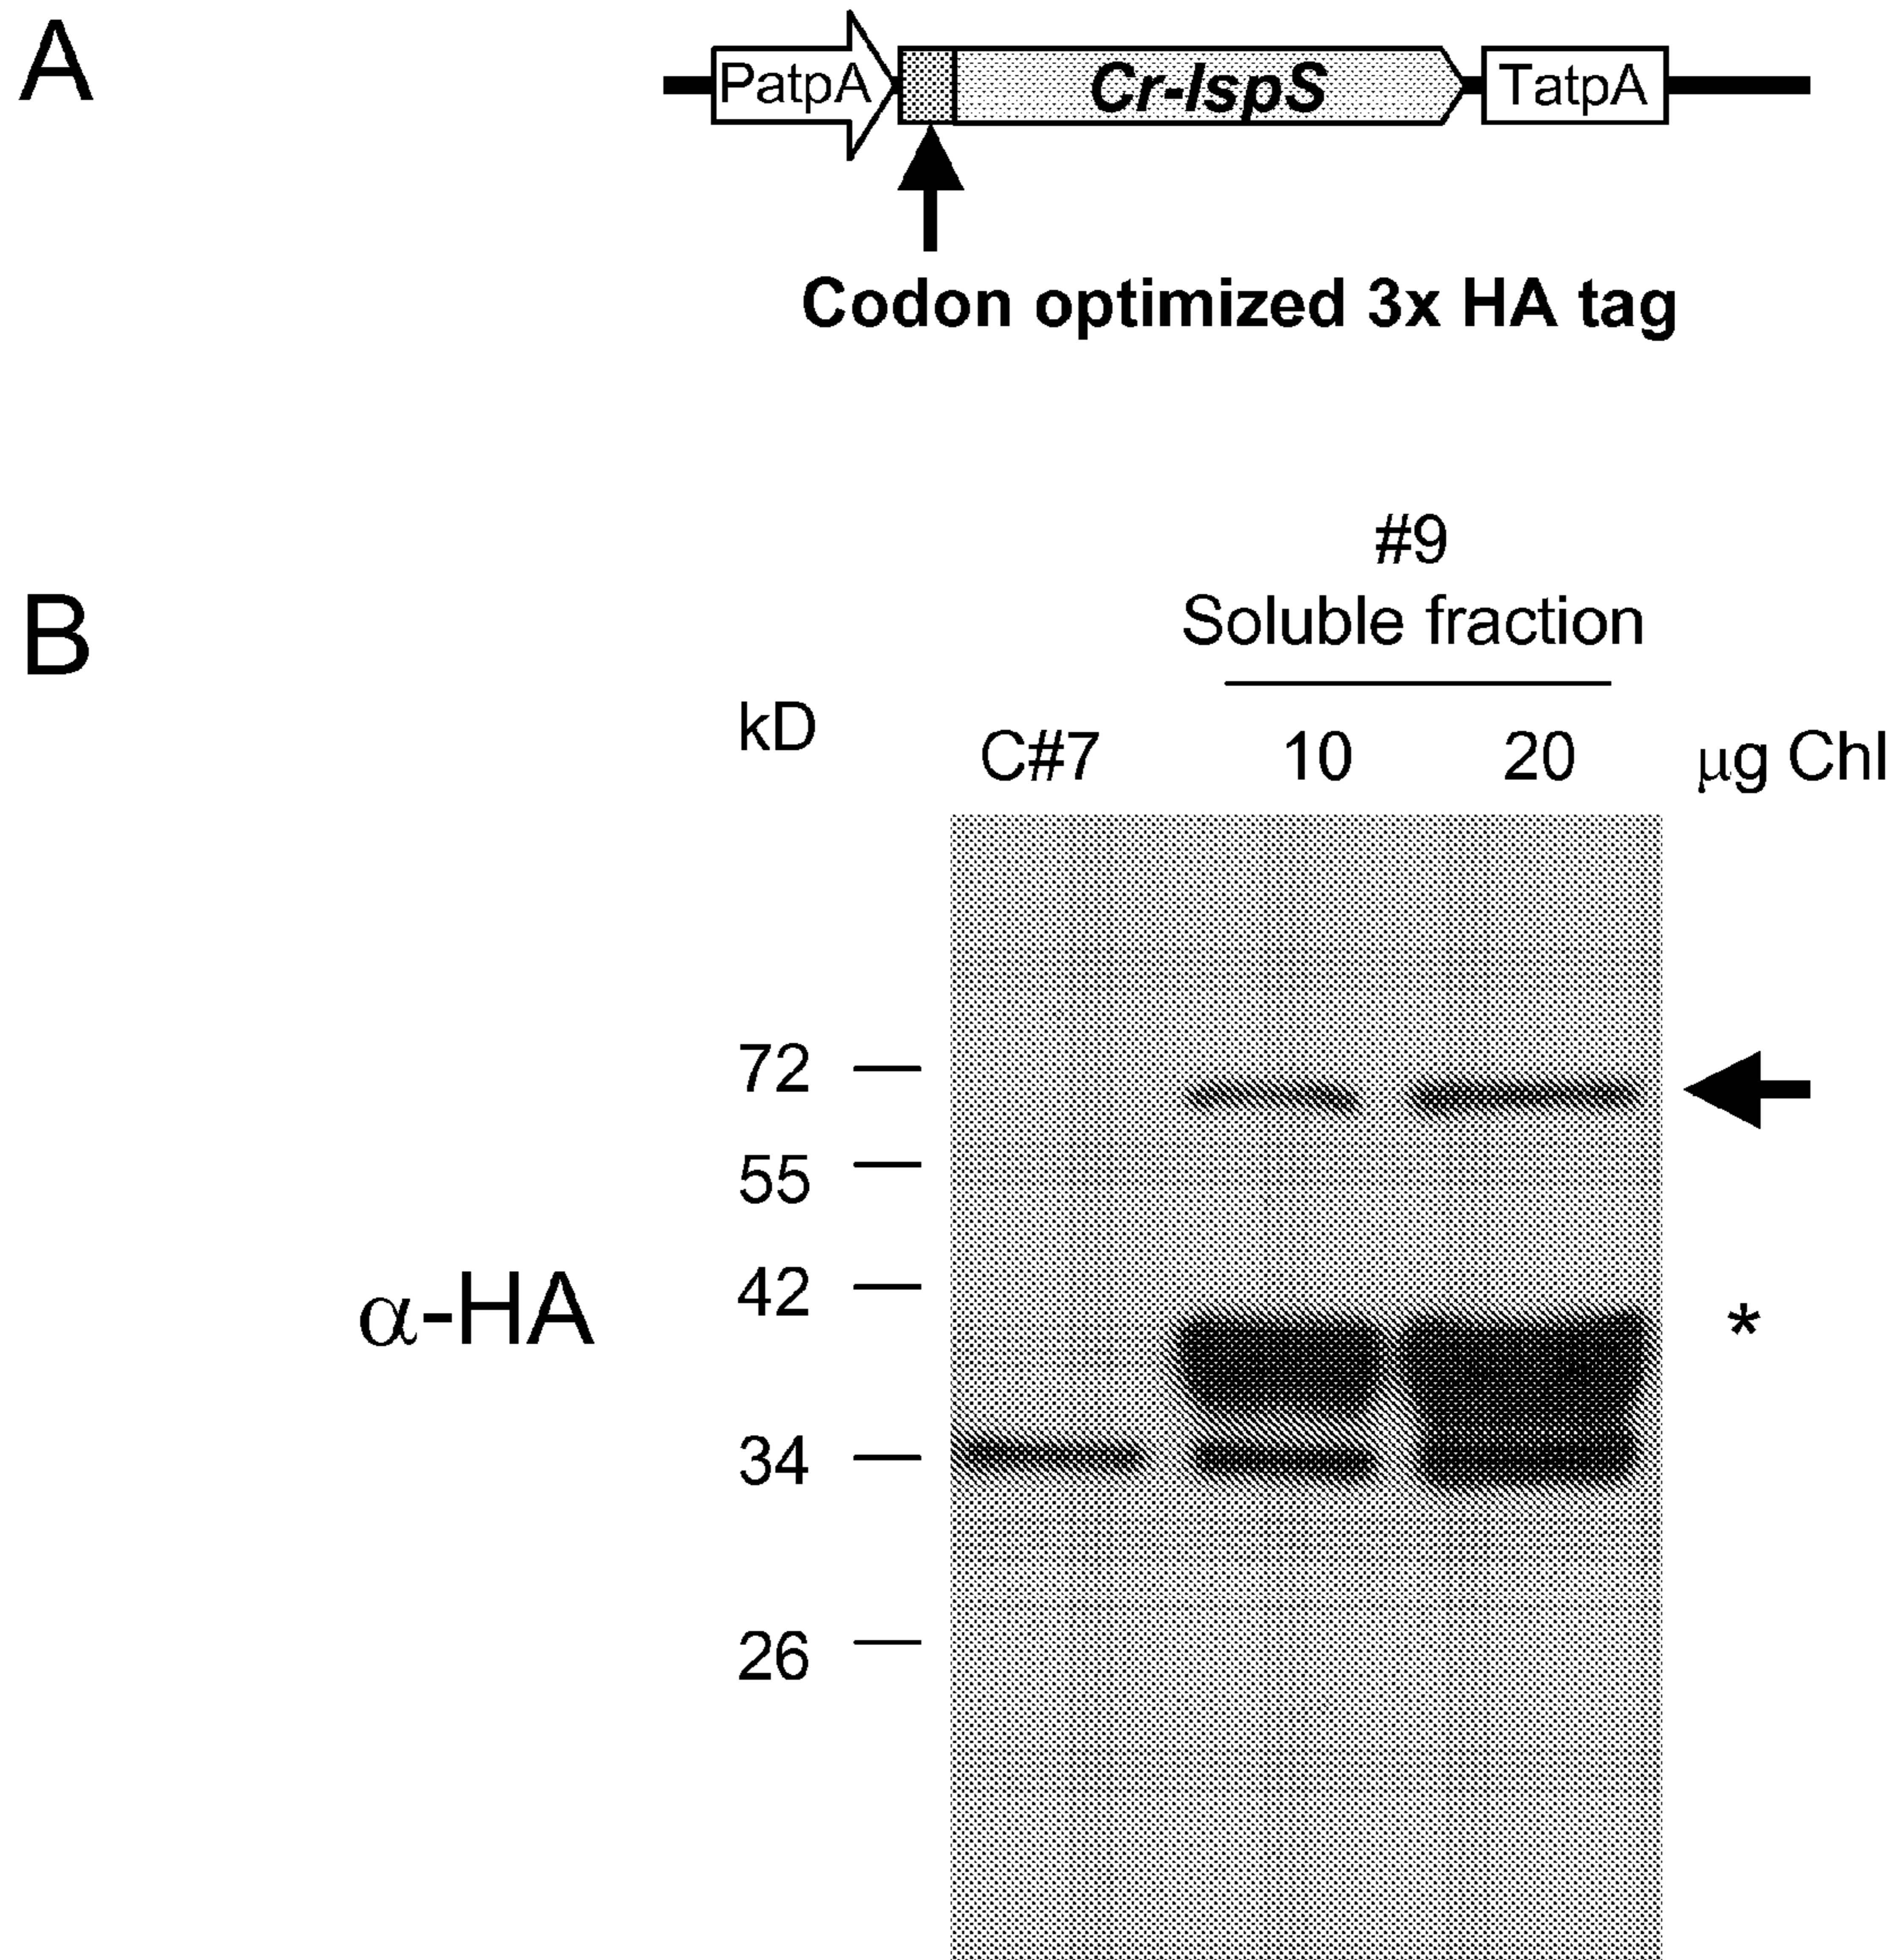 A
PatpA Cr-IspS TatpA
Codon optimized 3x HA tag
B
#9
Soluble fraction
kD C#7 10 20 μg Chl
72
55
42
α-HA *
34
26